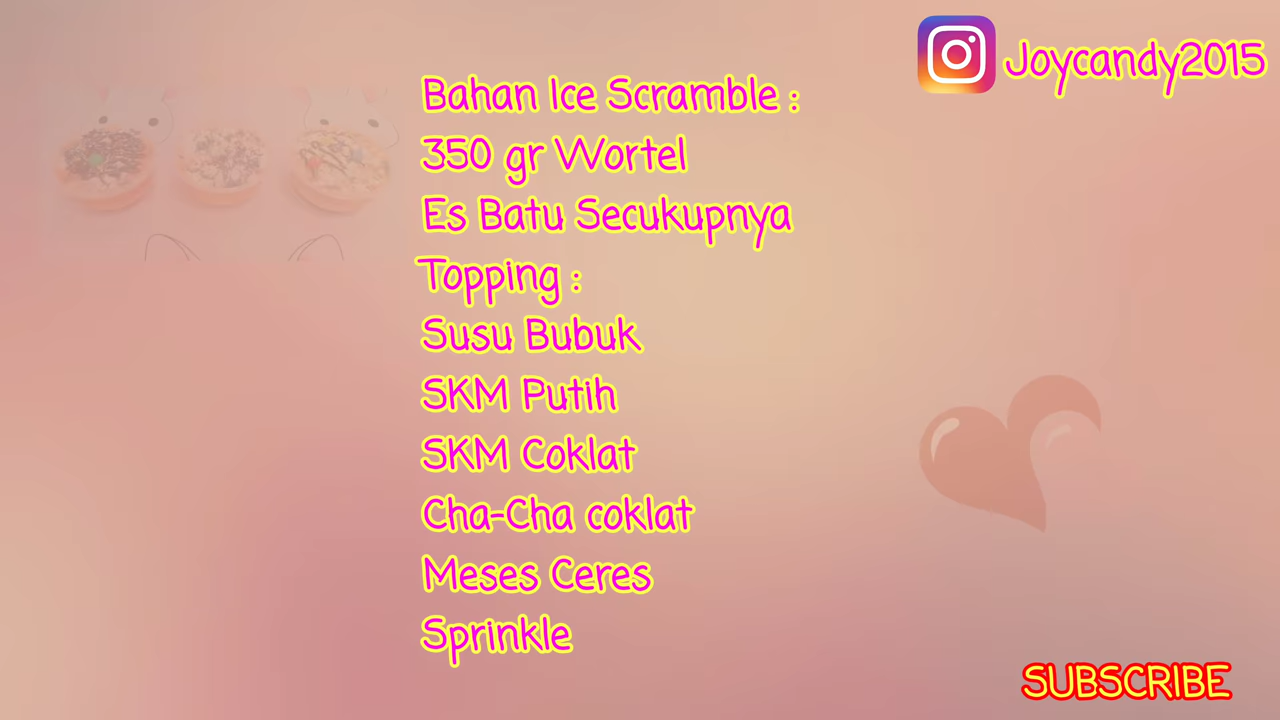 Joycandy2015
Bahan Ice Scramble :
350 gr Wortel
Es Batu Secukupnya
Topping :
Susu Bubuk
SKM Putih
SKM Coklat
Cha-Cha coklat
Meses Ceres
Sprinkle
SUBSCRIBE